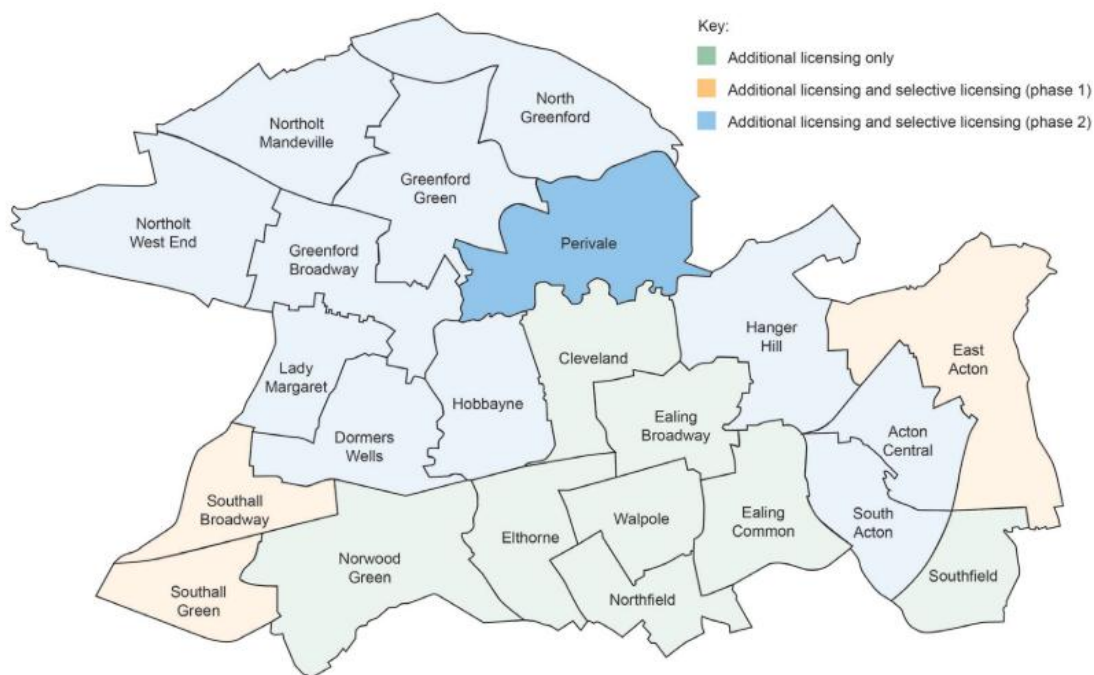 Key:
Additional licensing only
Additional licensing and selective licensing (phase 1)
Additional licensing and selective licensing (phase 2)
North
Greenford
Northolt
Mandeville
Greenford
Green
Northolt
West End
Greenford
Broadway
Perivale
Hanger
Hill
East
Acton
Cleveland
Lady
Margaret
Hobbayne
Ealing
Broadway
Acton
Central
Dormers
Wells
Southall
Broadway
Elthorne
Walpole
Ealing
Common
South
Acton
Norwood
Green
Southall
Green
Northfield
Southfield